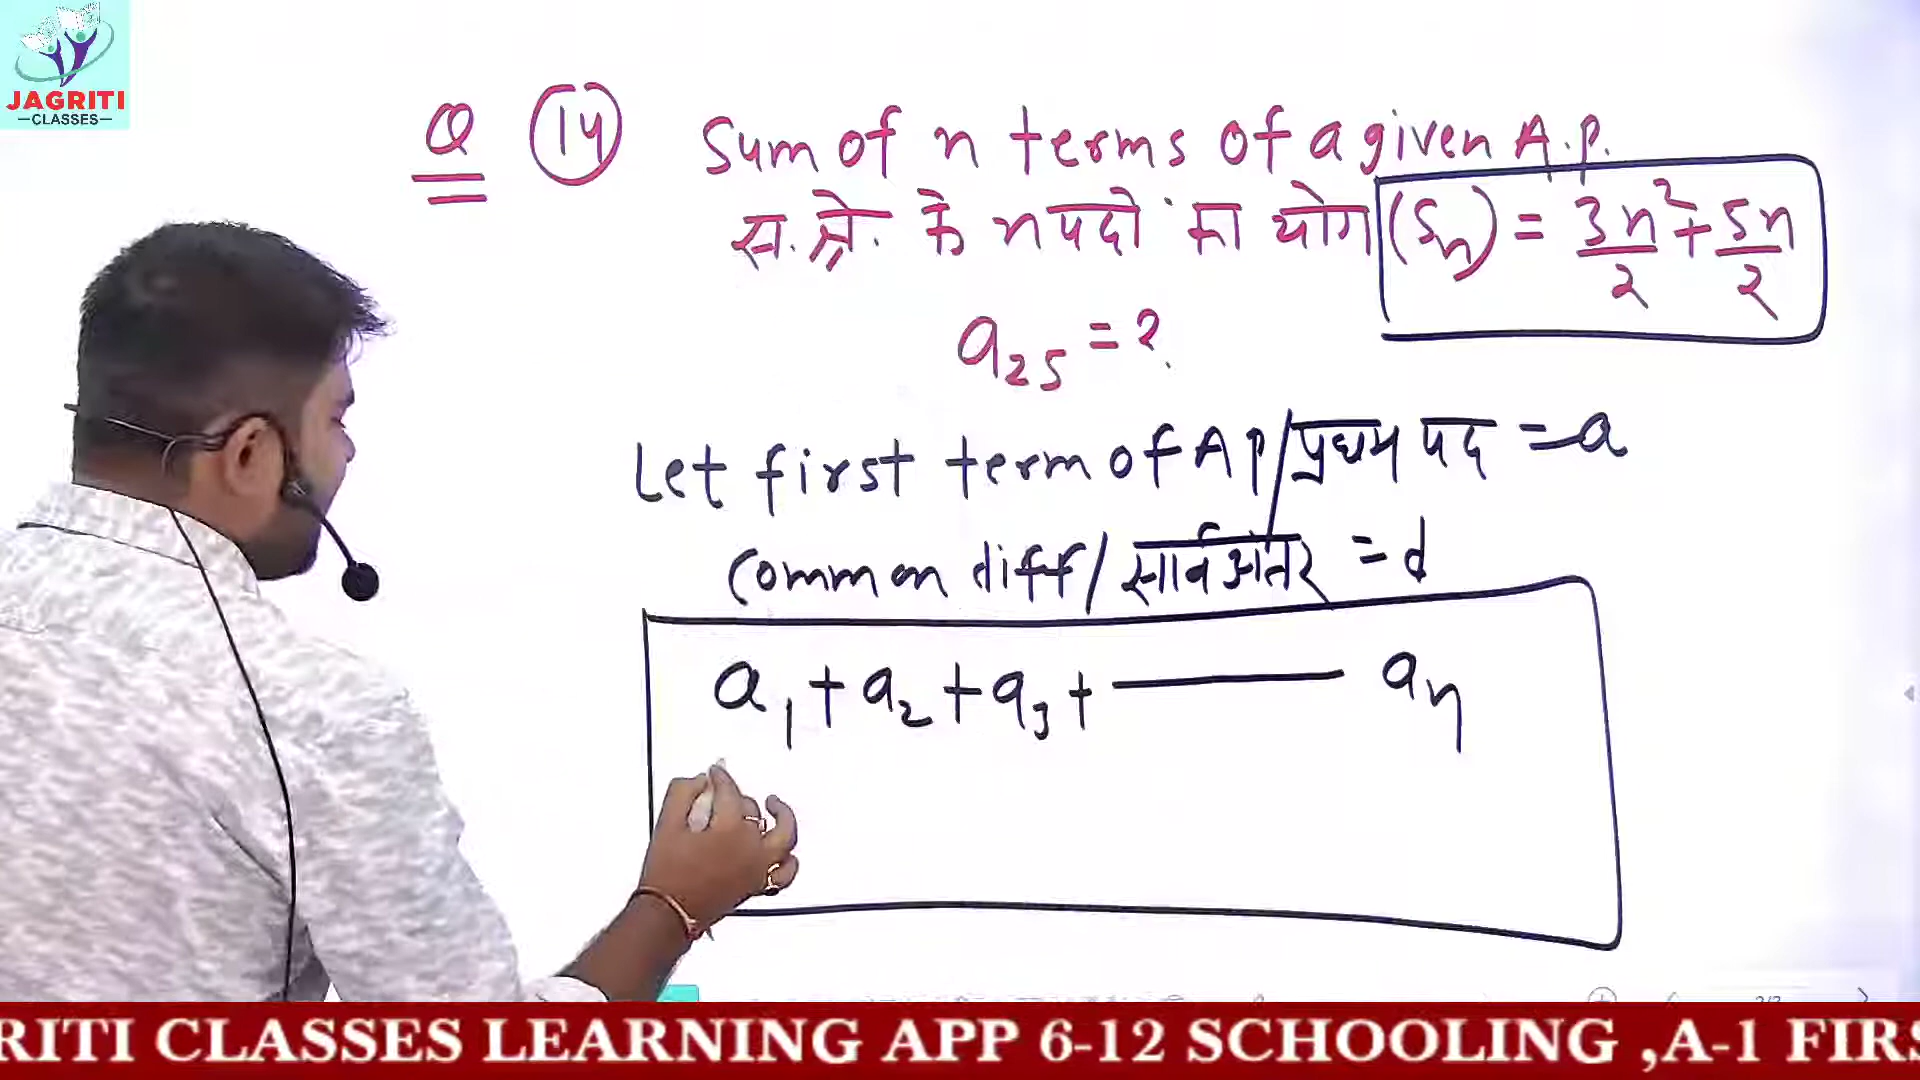 JAGRITI
—CLASSES—
Q (14) Sum of n terms of a given A.P.
स.श्रे. के n पदो का योग (Sn) = 3n²/2 + 5n/2
a25 = ?
Let first term of AP/प्रथम पद = a
Common diff/सार्वअंतर = d
a1 + a2 + a3 + ——— an
RITI CLASSES LEARNING APP 6-12 SCHOOLING ,A-1 FIRS